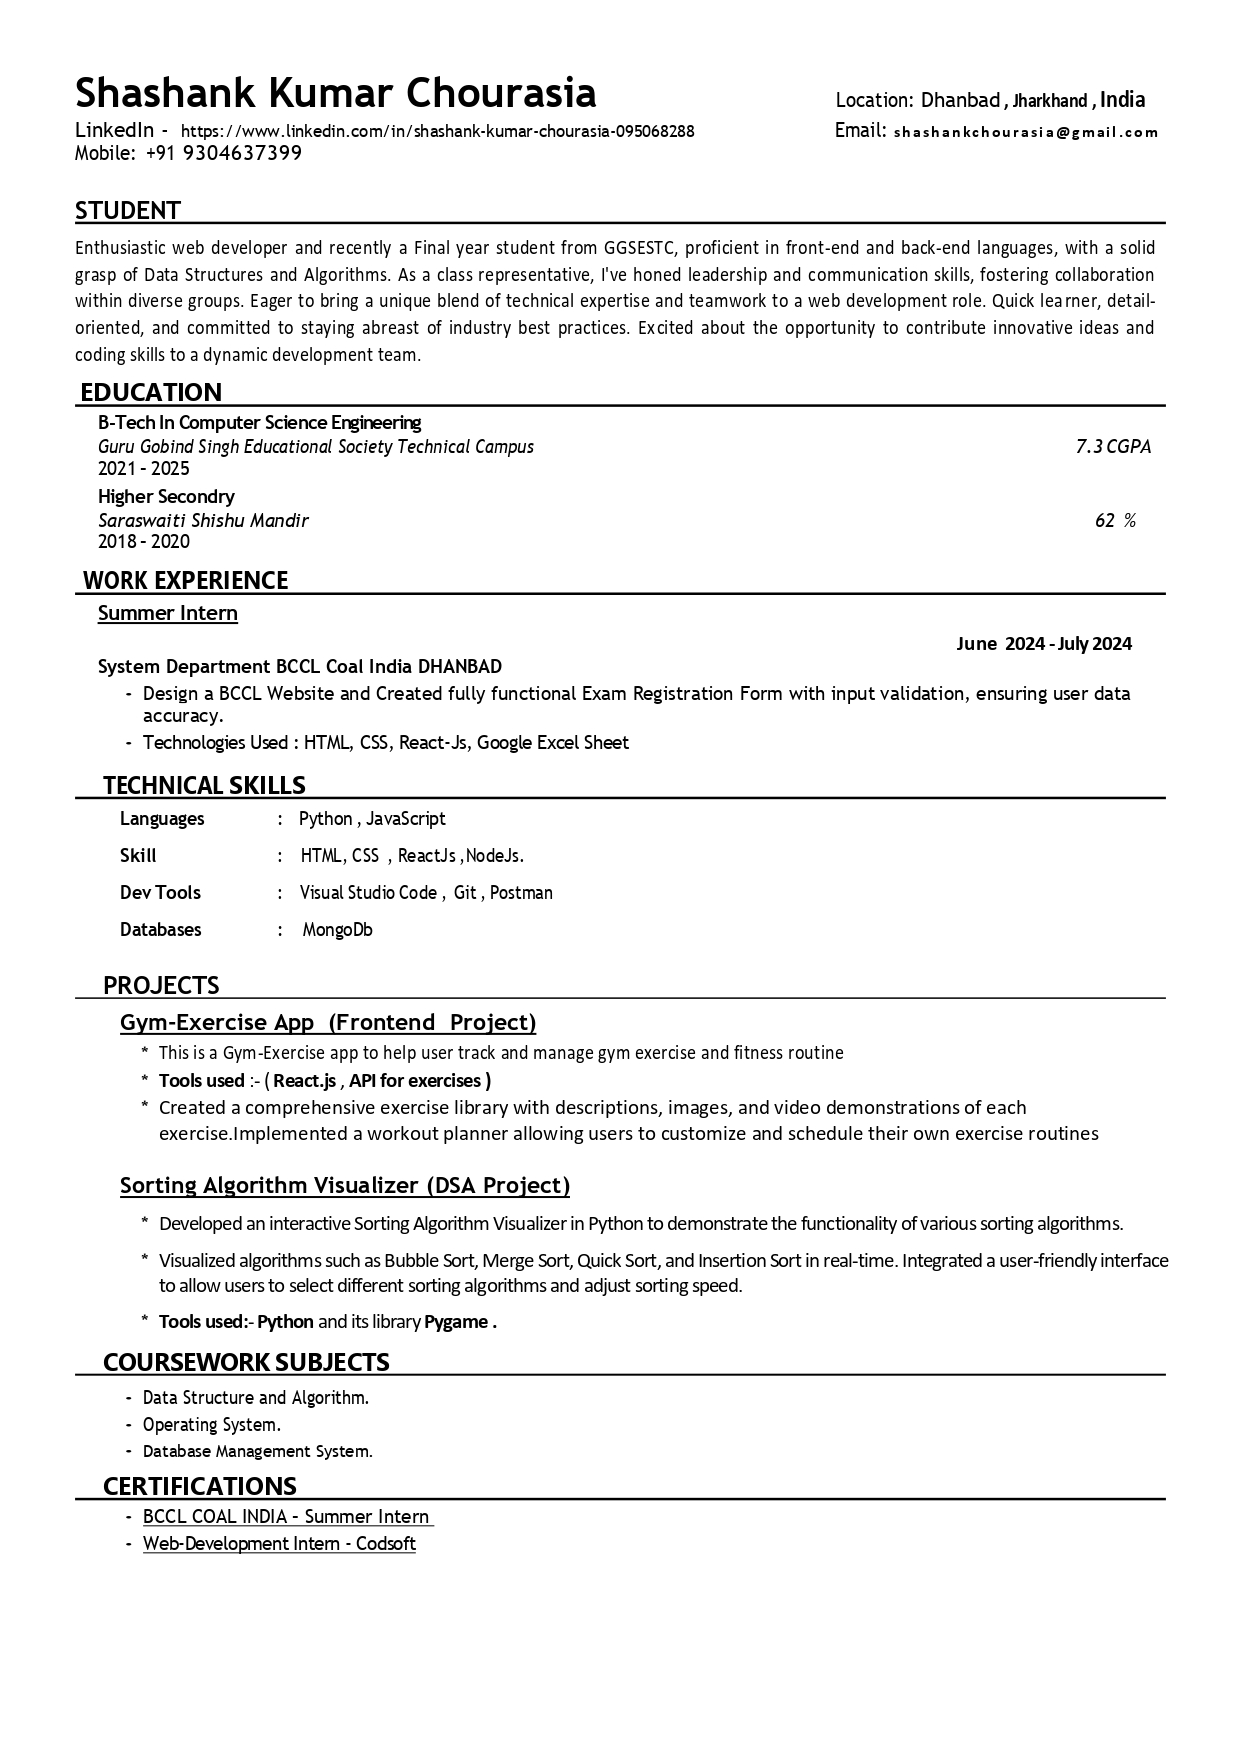 Shashank Kumar Chourasia
Location: Dhanbad , Jharkhand , India
LinkedIn - https://www.linkedin.com/in/shashank-kumar-chourasia-095068288
Email: shashankchourasia@gmail.com
Mobile: +91 9304637399
STUDENT
Enthusiastic web developer and recently a Final year student from GGSESTC, proficient in front-end and back-end languages, with a solid
grasp of Data Structures and Algorithms. As a class representative, I've honed leadership and communication skills, fostering collaboration
within diverse groups. Eager to bring a unique blend of technical expertise and teamwork to a web development role. Quick learner, detail-
oriented, and committed to staying abreast of industry best practices. Excited about the opportunity to contribute innovative ideas and
coding skills to a dynamic development team.
EDUCATION
B-Tech In Computer Science Engineering
Guru Gobind Singh Educational Society Technical Campus 7.3 CGPA
2021 - 2025
Higher Secondry
Saraswaiti Shishu Mandir 62 %
2018 - 2020
WORK EXPERIENCE
Summer Intern
June 2024 - July 2024
System Department BCCL Coal India DHANBAD
- Design a BCCL Website and Created fully functional Exam Registration Form with input validation, ensuring user data
accuracy.
- Technologies Used : HTML, CSS, React-Js, Google Excel Sheet
TECHNICAL SKILLS
Languages : Python , JavaScript
Skill : HTML, CSS , ReactJs ,NodeJs.
Dev Tools : Visual Studio Code , Git , Postman
Databases : MongoDb
PROJECTS
Gym-Exercise App (Frontend Project)
* This is a Gym-Exercise app to help user track and manage gym exercise and fitness routine
* Tools used :- ( React.js , API for exercises )
* Created a comprehensive exercise library with descriptions, images, and video demonstrations of each
exercise.Implemented a workout planner allowing users to customize and schedule their own exercise routines
Sorting Algorithm Visualizer (DSA Project)
* Developed an interactive Sorting Algorithm Visualizer in Python to demonstrate the functionality of various sorting algorithms.
* Visualized algorithms such as Bubble Sort, Merge Sort, Quick Sort, and Insertion Sort in real-time. Integrated a user-friendly interface
to allow users to select different sorting algorithms and adjust sorting speed.
* Tools used:- Python and its library Pygame .
COURSEWORK SUBJECTS
- Data Structure and Algorithm.
- Operating System.
- Database Management System.
CERTIFICATIONS
- BCCL COAL INDIA – Summer Intern
- Web-Development Intern - Codsoft